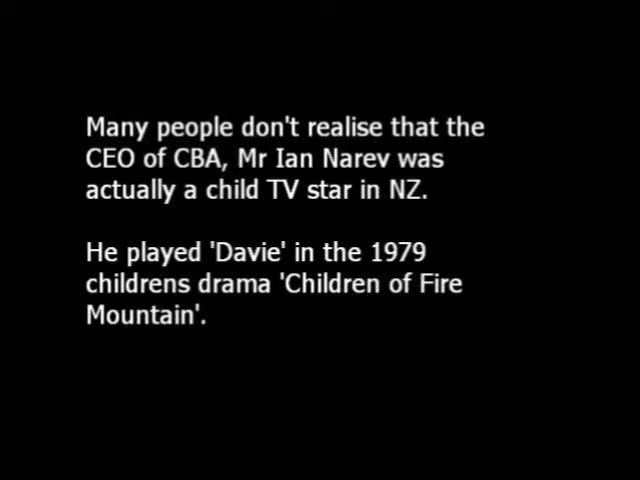 Many people don't realise that the
CEO of CBA, Mr Ian Narev was
actually a child TV star in NZ.
He played 'Davie' in the 1979
childrens drama 'Children of Fire
Mountain'.